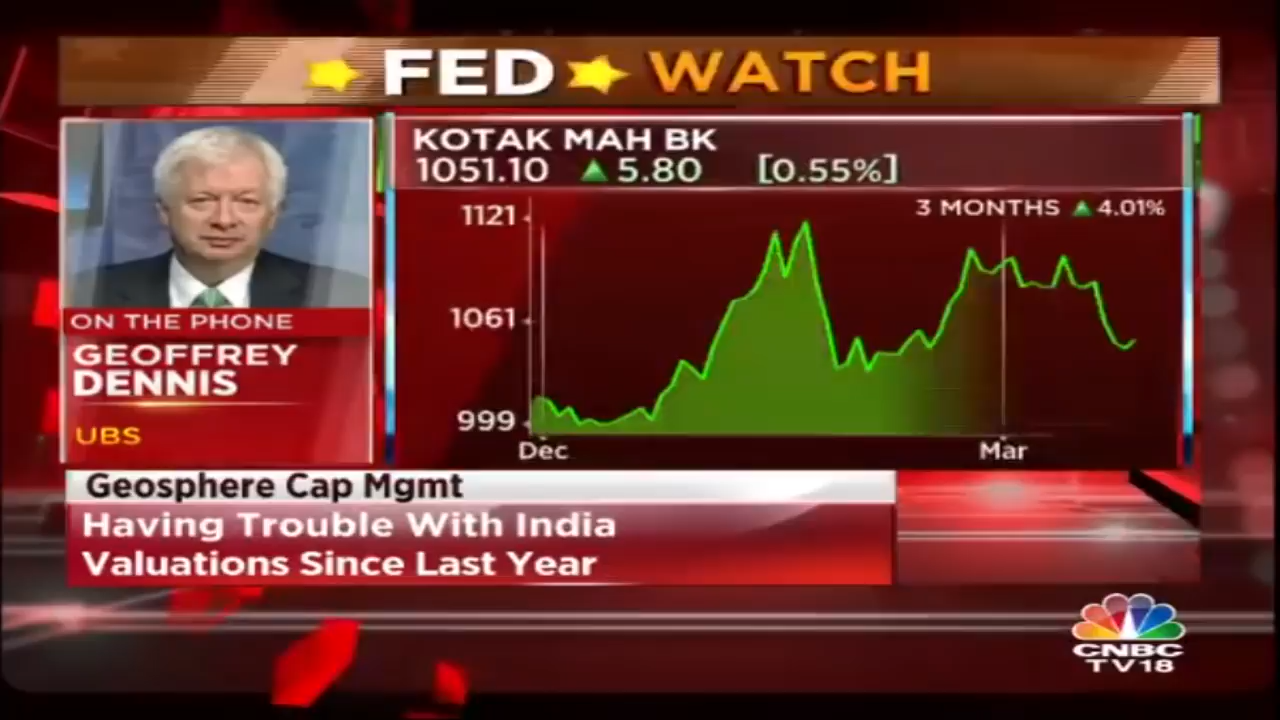 FED WATCH
ON THE PHONE
GEOFFREY
DENNIS
UBS
KOTAK MAH BK
1051.10 ▲ 5.80 [0.55%]
3 MONTHS ▲ 4.01%
1121
1061
999
Dec Mar
Geosphere Cap Mgmt
Having Trouble With India
Valuations Since Last Year
CNBC
TV18